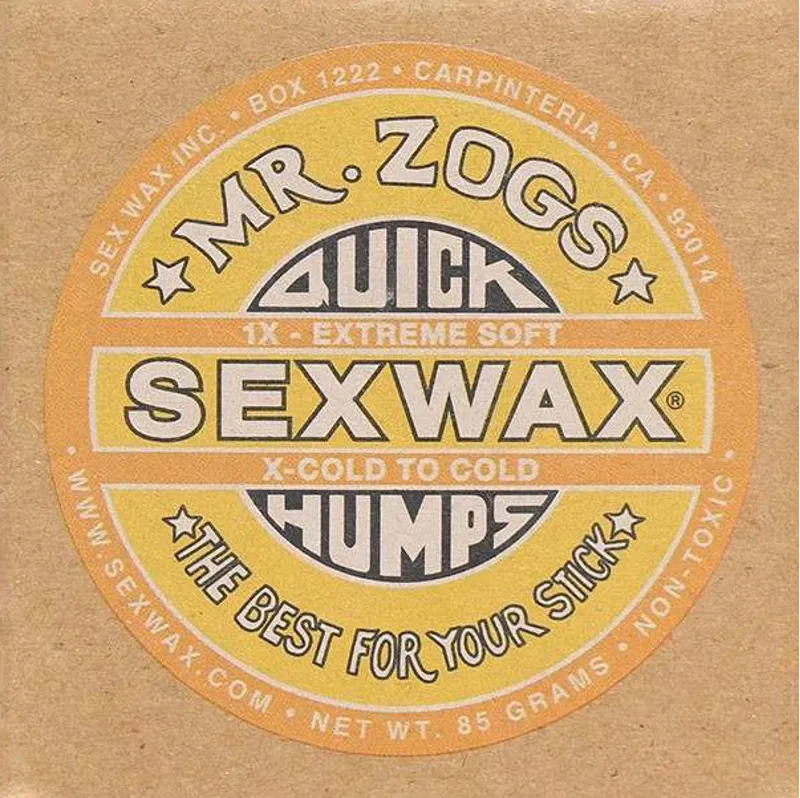 SEX WAX INC. • BOX 1222 • CARPINTERIA • CA • 93014
MR. ZOGS
QUICK
1X - EXTREME SOFT
SEXWAX®
X-COLD TO COLD
HUMPS
THE BEST FOR YOUR STICK
• WWW.SEXWAX.COM • NET WT. 85 GRAMS • NON-TOXIC •